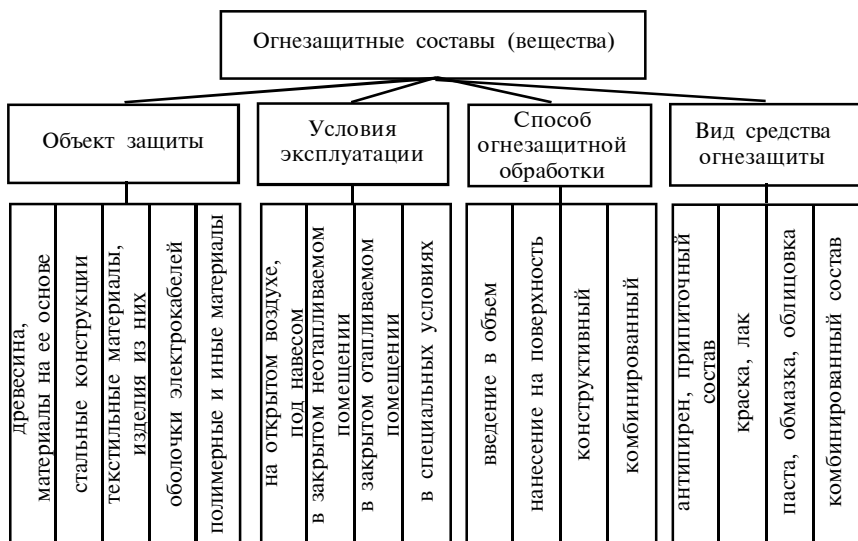 Огнезащитные составы (вещества)
Объект защиты
Условия
эксплуатации
Способ
огнезащитной
обработки
Вид средства
огнезащиты
древесина,
материалы на ее основе
стальные конструкции
текстильные материалы,
изделия из них
оболочки электрокабелей
полимерные и иные материалы
на открытом воздухе,
под навесом
в закрытом неотапливаемом
помещении
в закрытом отапливаемом
помещении
в специальных условиях
введение в объем
нанесение на поверхность
конструктивный
комбинированный
антипирен, припиточный
состав
краска, лак
паста, обмазка, облицовка
комбинированный состав